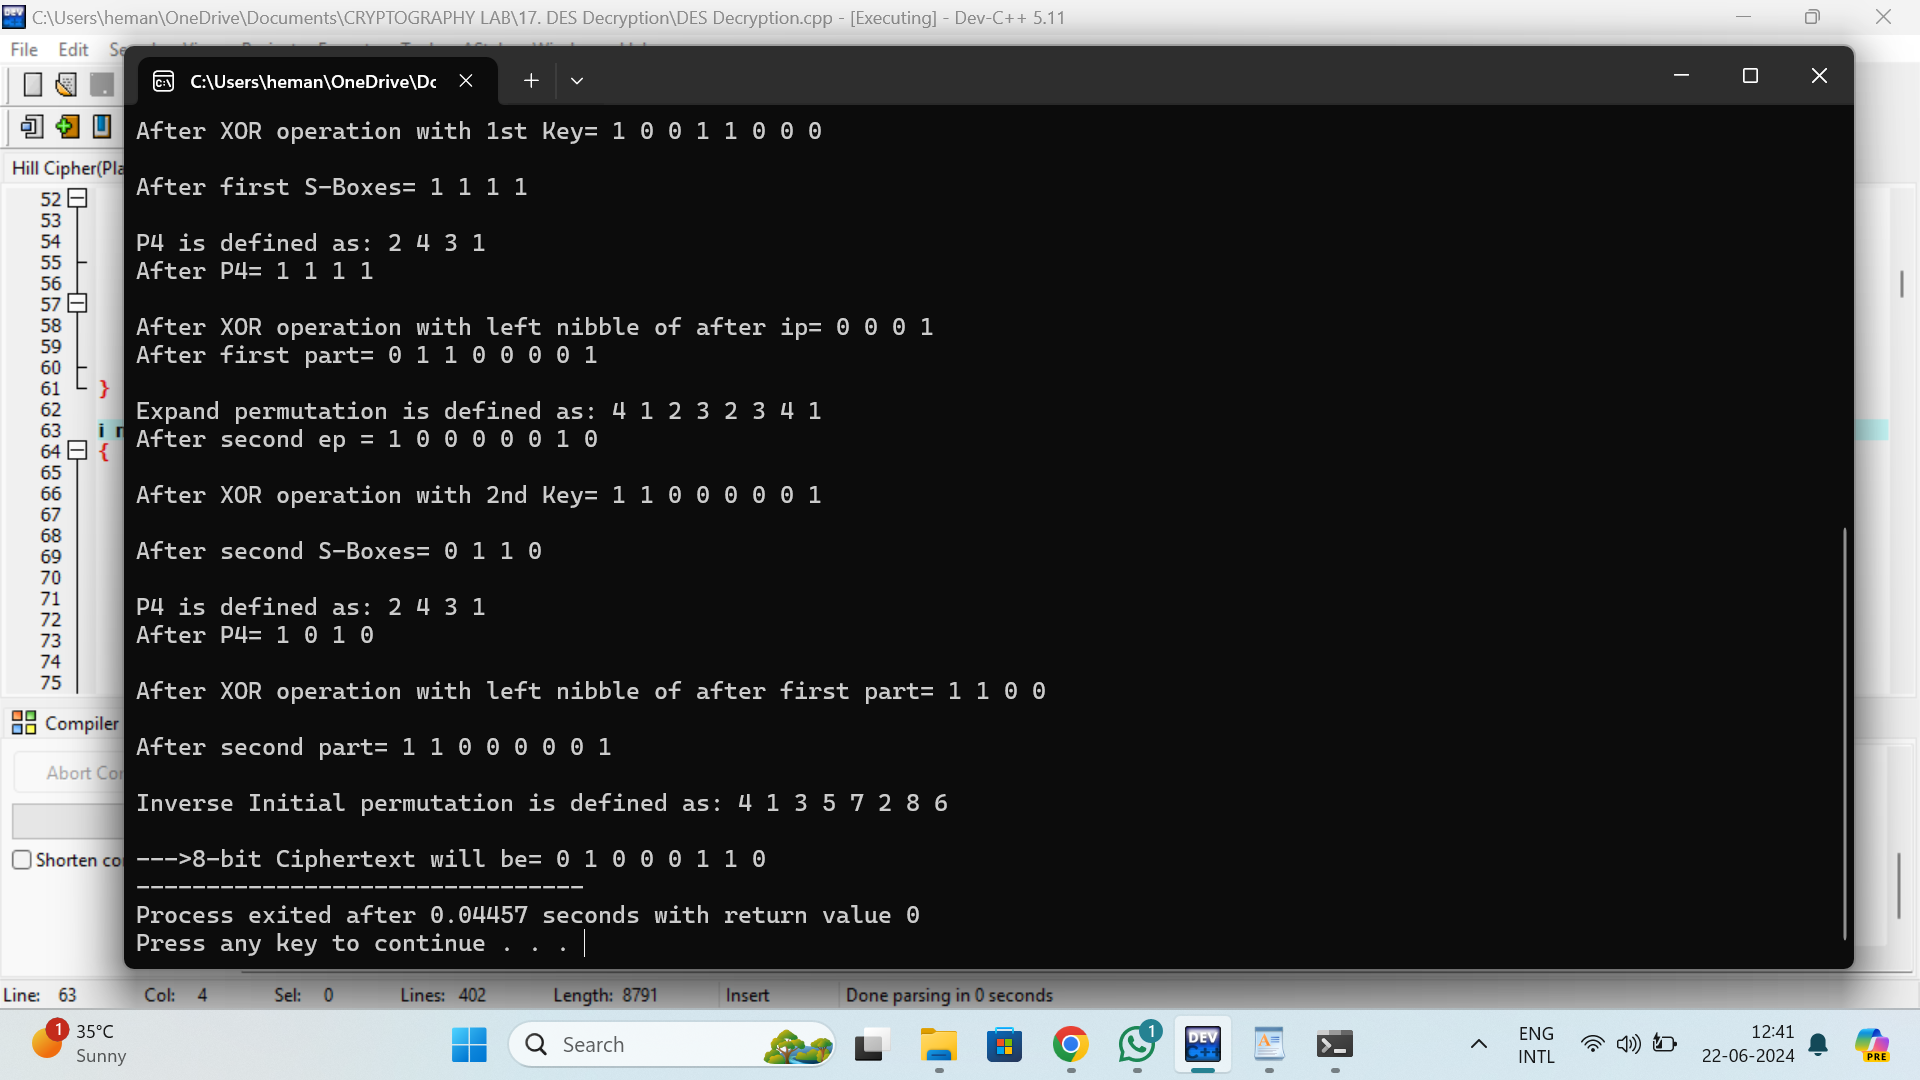 C:\Users\heman\OneDrive\Documents\CRYPTOGRAPHY LAB\17. DES Decryption\DES Decryption.cpp - [Executing] - Dev-C++ 5.11
File Edit
C:\Users\heman\OneDrive\Dc
Hill Cipher(Pla
After XOR operation with 1st Key= 1 0 0 1 1 0 0 0
After first S-Boxes= 1 1 1 1
P4 is defined as: 2 4 3 1
After P4= 1 1 1 1
After XOR operation with left nibble of after ip= 0 0 0 1
After first part= 0 1 1 0 0 0 0 1
Expand permutation is defined as: 4 1 2 3 2 3 4 1
After second ep = 1 0 0 0 0 0 1 0
After XOR operation with 2nd Key= 1 1 0 0 0 0 0 1
After second S-Boxes= 0 1 1 0
P4 is defined as: 2 4 3 1
After P4= 1 0 1 0
After XOR operation with left nibble of after first part= 1 1 0 0
After second part= 1 1 0 0 0 0 0 1
Inverse Initial permutation is defined as: 4 1 3 5 7 2 8 6
--->8-bit Ciphertext will be= 0 1 0 0 0 1 1 0
--------------------------------
Process exited after 0.04457 seconds with return value 0
Press any key to continue . . .
52
53
54
55
56
57
58
59
60
61 }
62
63 in
64 {
65
66
67
68
69
70
71
72
73
74
75
Compiler
Abort Co
Shorten co
Line: 63 Col: 4 Sel: 0 Lines: 402 Length: 8791 Insert Done parsing in 0 seconds
1
35°C
Sunny
Search
1
DEV
C++
ENG
INTL
12:41
22-06-2024
PRE